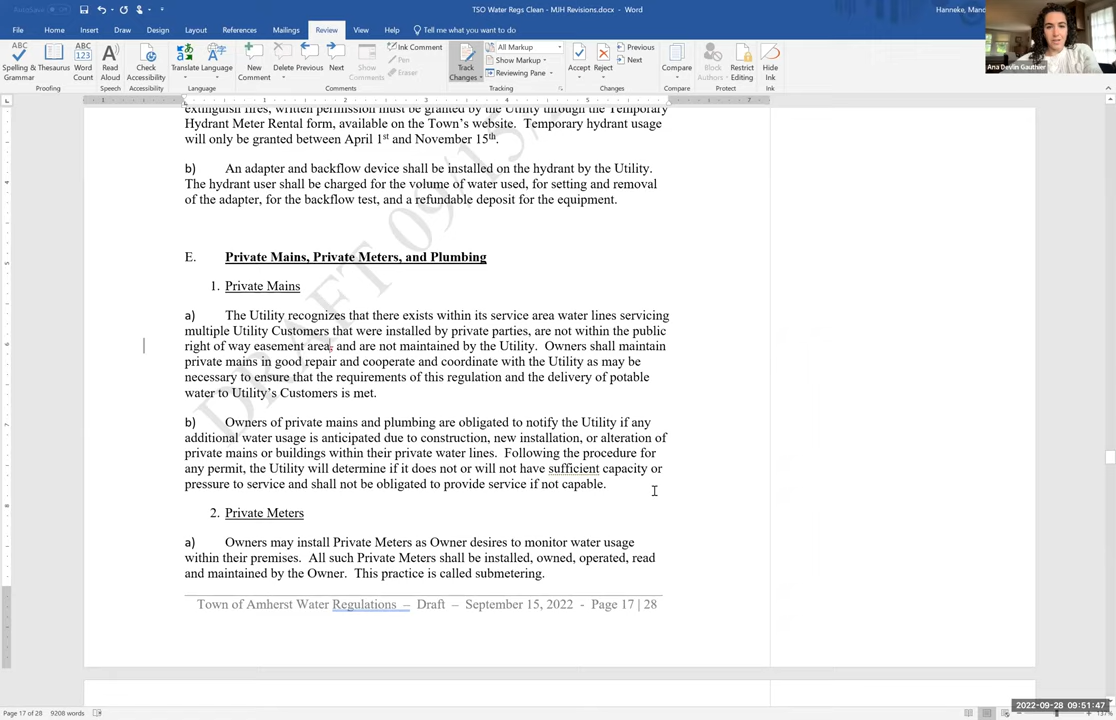 AutoSave
TSO Water Regs Clean - MJH Revisions.docx - Word
Hanneke, Mand
File Home Insert Draw Design Layout References Mailings Review View Help Tell me what you want to do
Spelling & Grammar
Thesaurus
Word Count
Read Aloud
Check Accessibility
Translate
Language
New Comment
Delete
Previous
Next
Show Comments
Ink Comment
Pen
Eraser
Track Changes
All Markup
Show Markup
Reviewing Pane
Accept
Reject
Previous
Next
Compare
Block Authors
Restrict Editing
Hide Ink
Proofing
Speech
Accessibility
Language
Comments
Tracking
Changes
Compare
Protect
Ink
Ana Devlin Gauthier
extinguish fires, written permission must be granted by the Utility through the Temporary
Hydrant Meter Rental form, available on the Town's website. Temporary hydrant usage
will only be granted between April 1st and November 15th.
b) An adapter and backflow device shall be installed on the hydrant by the Utility.
The hydrant user shall be charged for the volume of water used, for setting and removal
of the adapter, for the backflow test, and a refundable deposit for the equipment.
E. Private Mains, Private Meters, and Plumbing
1. Private Mains
a) The Utility recognizes that there exists within its service area water lines servicing
multiple Utility Customers that were installed by private parties, are not within the public
right of way easement area, and are not maintained by the Utility. Owners shall maintain
private mains in good repair and cooperate and coordinate with the Utility as may be
necessary to ensure that the requirements of this regulation and the delivery of potable
water to Utility's Customers is met.
b) Owners of private mains and plumbing are obligated to notify the Utility if any
additional water usage is anticipated due to construction, new installation, or alteration of
private mains or buildings within their private water lines. Following the procedure for
any permit, the Utility will determine if it does not or will not have sufficient capacity or
pressure to service and shall not be obligated to provide service if not capable.
2. Private Meters
a) Owners may install Private Meters as Owner desires to monitor water usage
within their premises. All such Private Meters shall be installed, owned, operated, read
and maintained by the Owner. This practice is called submetering.
Town of Amherst Water Regulations – Draft – September 15, 2022 - Page 17 | 28
DRAFT 09/15/
Page 17 of 28 9208 words
2022-09-28 09:51:47
137%